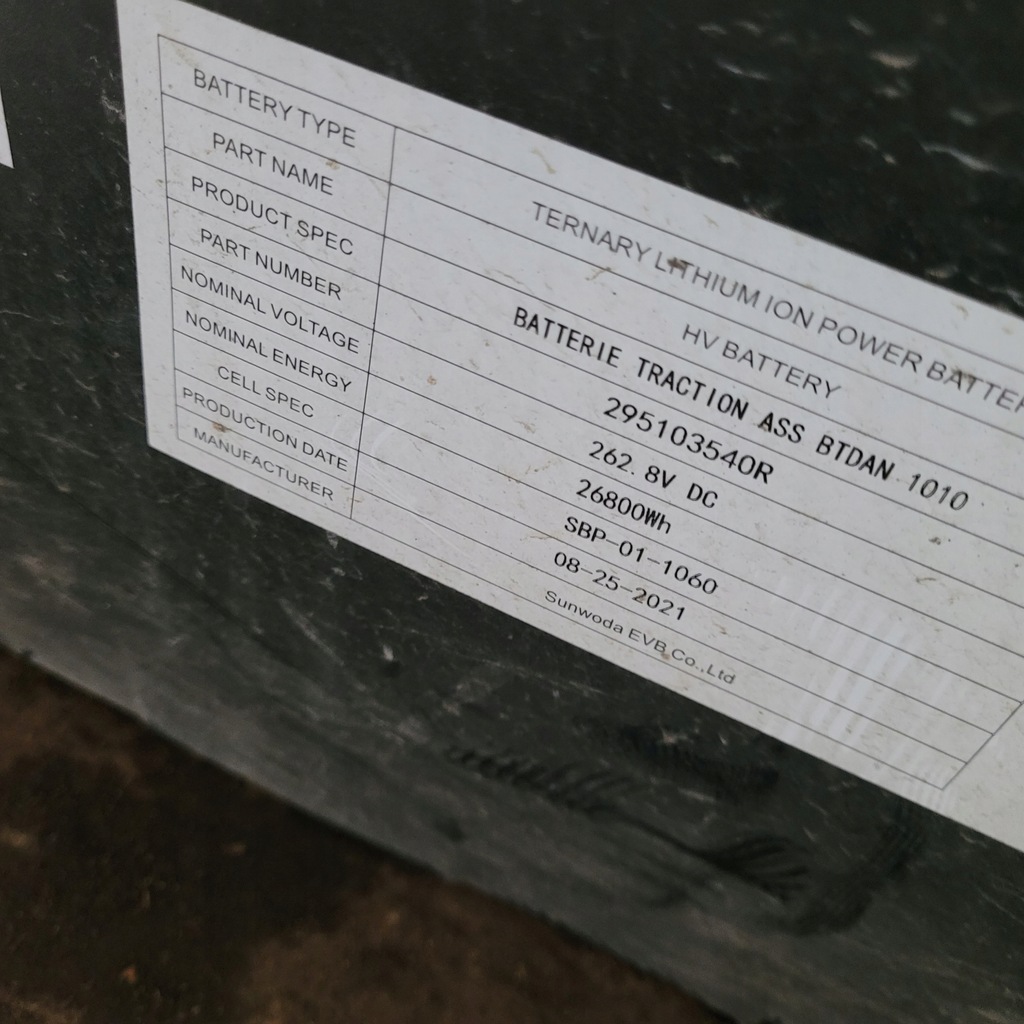 BATTERY TYPE TERNARY LITHIUM ION POWER
PART NAME HV BATTERY
PRODUCT SPEC BATTERIE TRACTION ASS BTDAN 1010
PART NUMBER 295103540R
NOMINAL VOLTAGE 262.8V DC
NOMINAL ENERGY 26800Wh
CELL SPEC SBP-01-1060
PRODUCTION DATE 08-25-2021
MANUFACTURER Sunwoda EVB Co.,Ltd